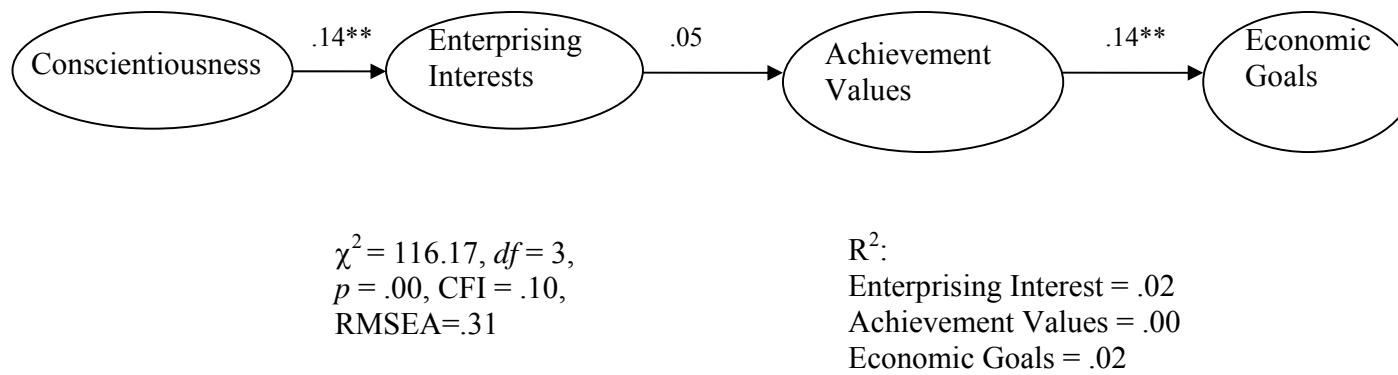 Conscientiousness
.14**
Enterprising
Interests
.05
Achievement
Values
.14**
Economic
Goals
χ² = 116.17, df = 3,
p = .00, CFI = .10,
RMSEA=.31
R²:
Enterprising Interest = .02
Achievement Values = .00
Economic Goals = .02